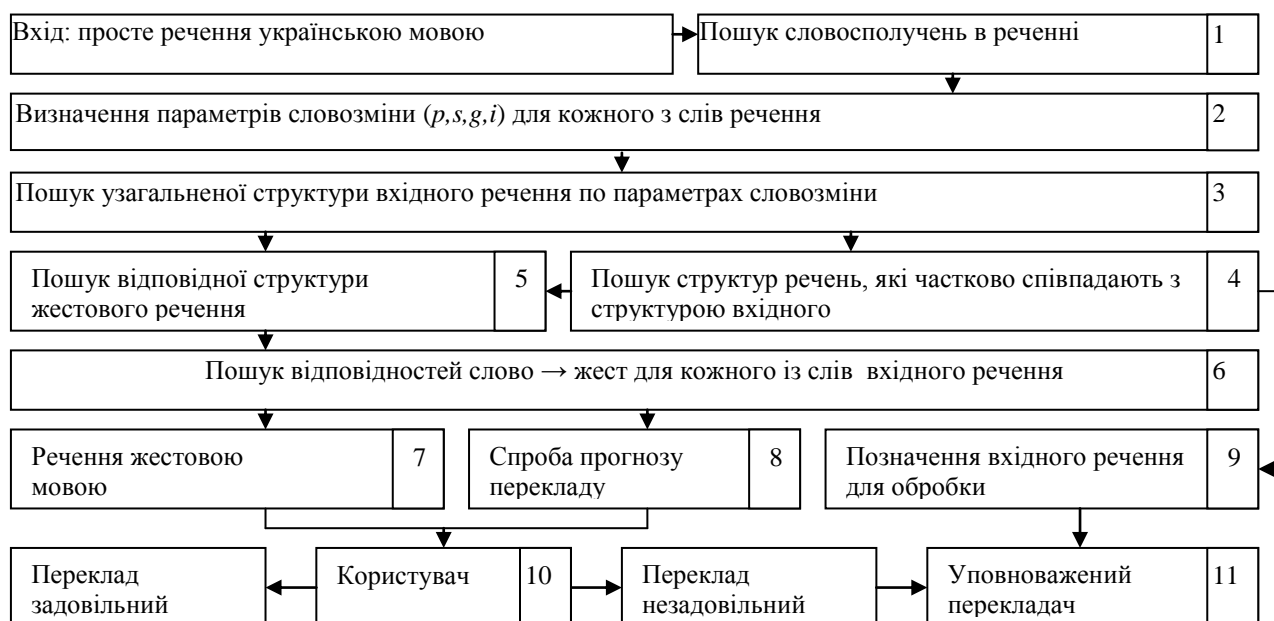 Вхід: просте речення українською мовою
Пошук словосполучень в реченні
1
Визначення параметрів словозміни (p,s,g,i) для кожного з слів речення
2
Пошук узагальненої структури вхідного речення по параметрах словозміни
3
Пошук відповідної структури
жестового речення
5
Пошук структур речень, які частково співпадають з
структурою вхідного
4
Пошук відповідностей слово → жест для кожного із слів вхідного речення
6
Речення жестовою
мовою
7
Спроба прогнозу
перекладу
8
Позначення вхідного речення
для обробки
9
Переклад
задовільний
Користувач
10
Переклад
незадовільний
Уповноважений
перекладач
11